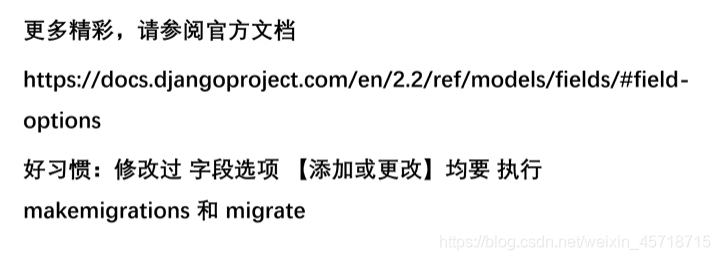 更多精彩，请参阅官方文档
https://docs.djangoproject.com/en/2.2/ref/models/fields/#field-
options
好习惯：修改过 字段选项 【添加或更改】均要 执行
makemigrations 和 migrate
https://blog.csdn.net/weixin_45718715